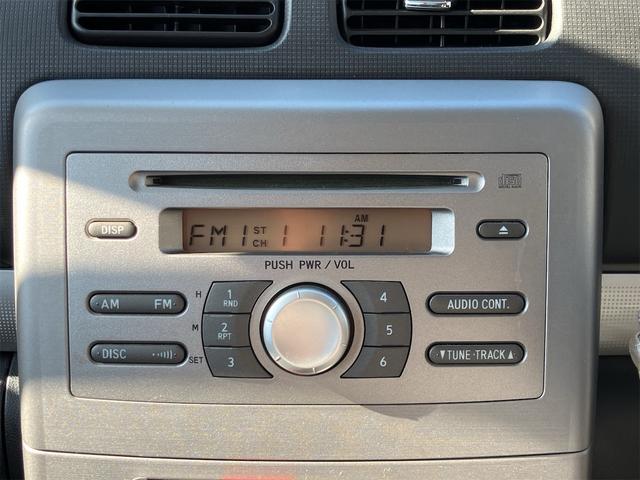 DISP
FM1 ST CH 1 AM 11:31
⏏
PUSH PWR / VOL
AM FM
H 1 RND
4
AUDIO CONT.
M 2 RPT
5
DISC
SET 3
6
▼TUNE·TRACK▲
disc